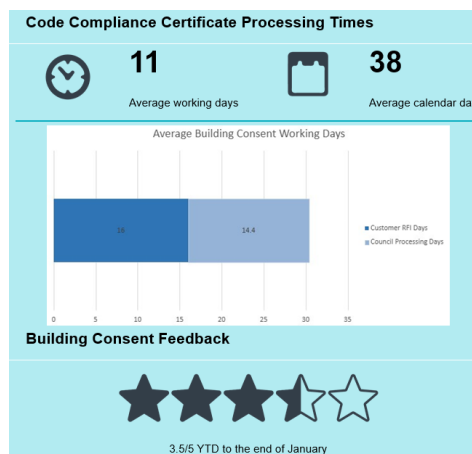 Code Compliance Certificate Processing Times
11
38
Average working days
Average calendar da
Average Building Consent Working Days
16
14.4
Customer RFI Days
Council Processing Days
0 5 10 15 20 25 30 35
Building Consent Feedback
3.5/5 YTD to the end of January